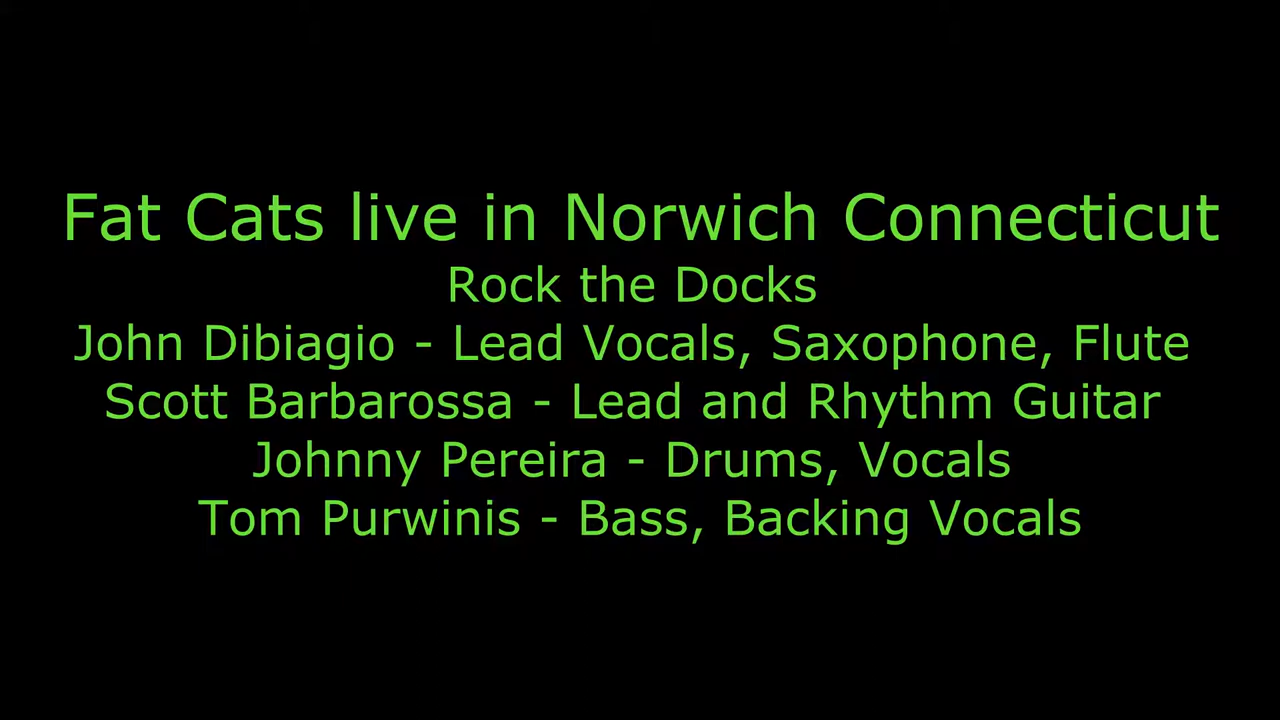 Fat Cats live in Norwich Connecticut
Rock the Docks
John Dibiagio - Lead Vocals, Saxophone, Flute
Scott Barbarossa - Lead and Rhythm Guitar
Johnny Pereira - Drums, Vocals
Tom Purwinis - Bass, Backing Vocals